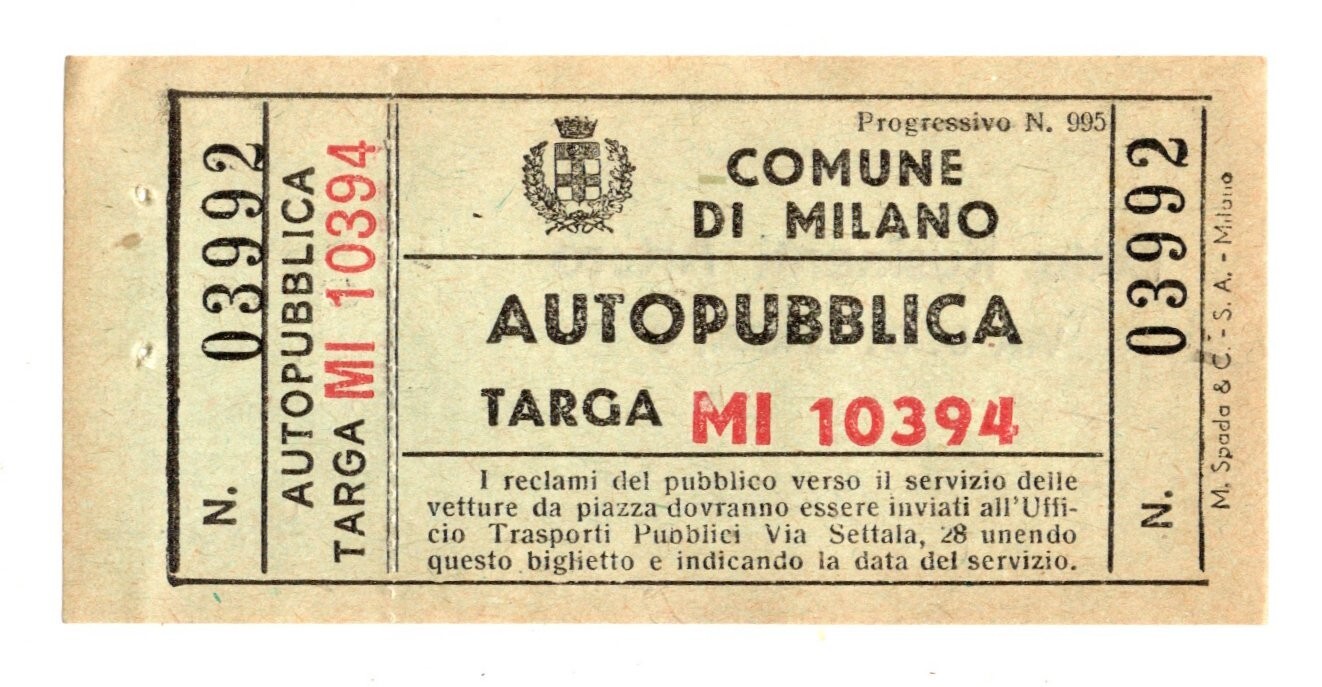 N. 03992
AUTOPUBBLICA
TARGA MI 10394
Progressivo N. 995
COMUNE
DI MILANO
AUTOPUBBLICA
TARGA MI 10394
I reclami del pubblico verso il servizio delle
vetture da piazza dovranno essere inviati all'Uffi-
cio Trasporti Pubblici Via Settala, 28 unendo
questo biglietto e indicando la data del servizio.
N. 03992
M. Spada & C. - S. A. - Milano